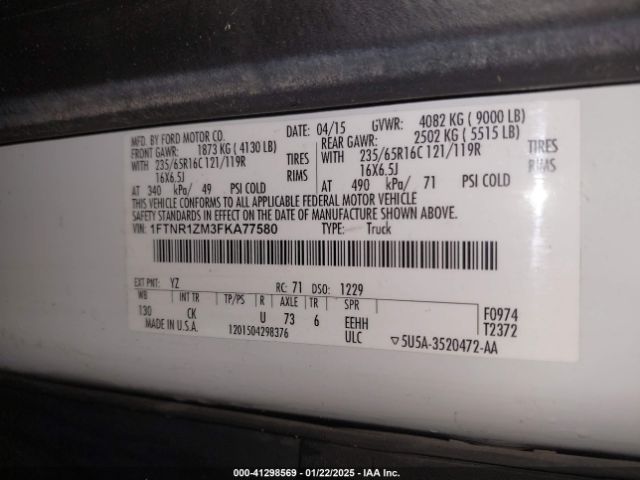 MFD. BY FORD MOTOR CO. DATE: 04/15 GVWR: 4082 KG ( 9000 LB)
FRONT GAWR: 1873 KG ( 4130 LB) REAR GAWR: 2502 KG ( 5515 LB)
WITH 235/65R16C 121/119R TIRES WITH 235/65R16C 121/119R TIRES
16X6.5J RIMS 16X6.5J RIMS
AT 340 kPa/ 49 PSI COLD AT 490 kPa/ 71 PSI COLD
THIS VEHICLE CONFORMS TO ALL APPLICABLE FEDERAL MOTOR VEHICLE
SAFETY STANDARDS IN EFFECT ON THE DATE OF MANUFACTURE SHOWN ABOVE.
VIN: 1FTNR1ZM3FKA77580 TYPE: Truck
EXT PNT: YZ RC: 71 DSO: 1229
WB INT TR TP/PS R AXLE TR SPR F0974
130 CK U 73 6 EEHH T2372
MADE IN U.S.A. 1201504298376 ULC ▽5U5A-3520472-AA
000-41298569 | 01/22/2025 - IAA Inc.